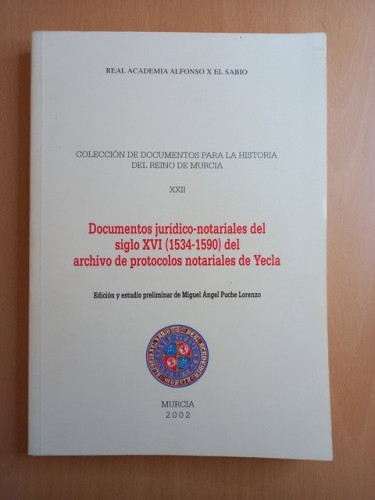 REAL ACADEMIA ALFONSO X EL SABIO
COLECCIÓN DE DOCUMENTOS PARA LA HISTORIA
DEL REINO DE MURCIA
XXII
Documentos jurídico-notariales del
siglo XVI (1534-1590) del
archivo de protocolos notariales de Yecla
Edición y estudio preliminar de Miguel Ángel Puche Lorenzo
MURCIA
2002